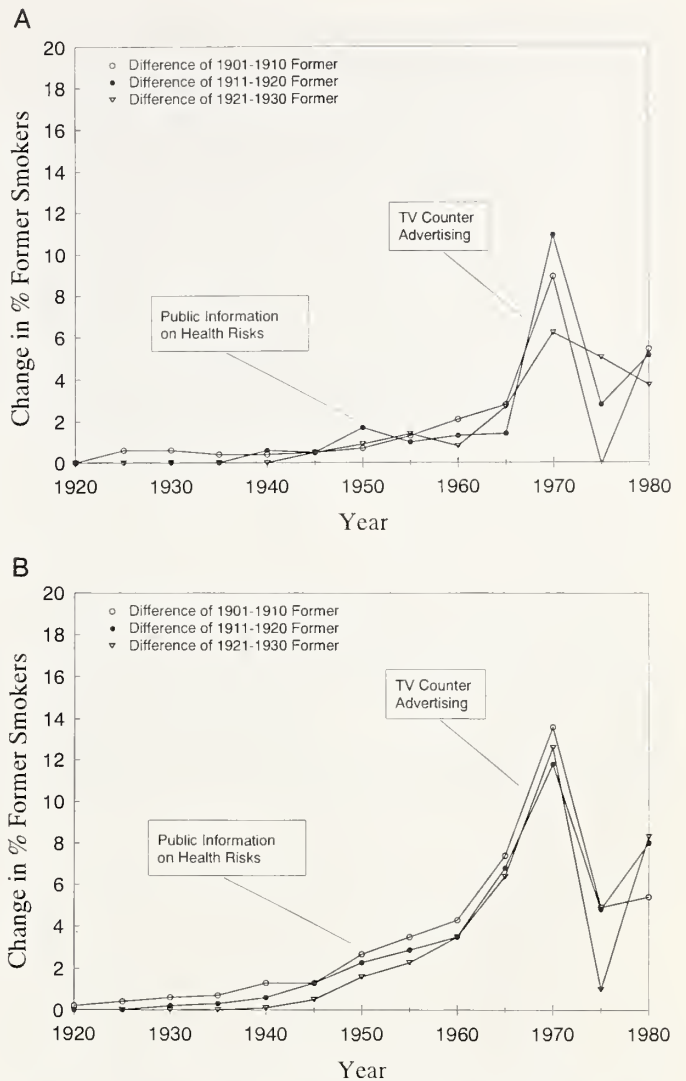 A
Change in % Former Smokers
20
18
16
14
12
10
8
6
4
2
0
Difference of 1901-1910 Former
Difference of 1911-1920 Former
Difference of 1921-1930 Former
TV Counter
Advertising
Public Information
on Health Risks
1920 1930 1940 1950 1960 1970 1980
Year
B
Change in % Former Smokers
20
18
16
14
12
10
8
6
4
2
0
Difference of 1901-1910 Former
Difference of 1911-1920 Former
Difference of 1921-1930 Former
TV Counter
Advertising
Public Information
on Health Risks
1920 1930 1940 1950 1960 1970 1980
Year